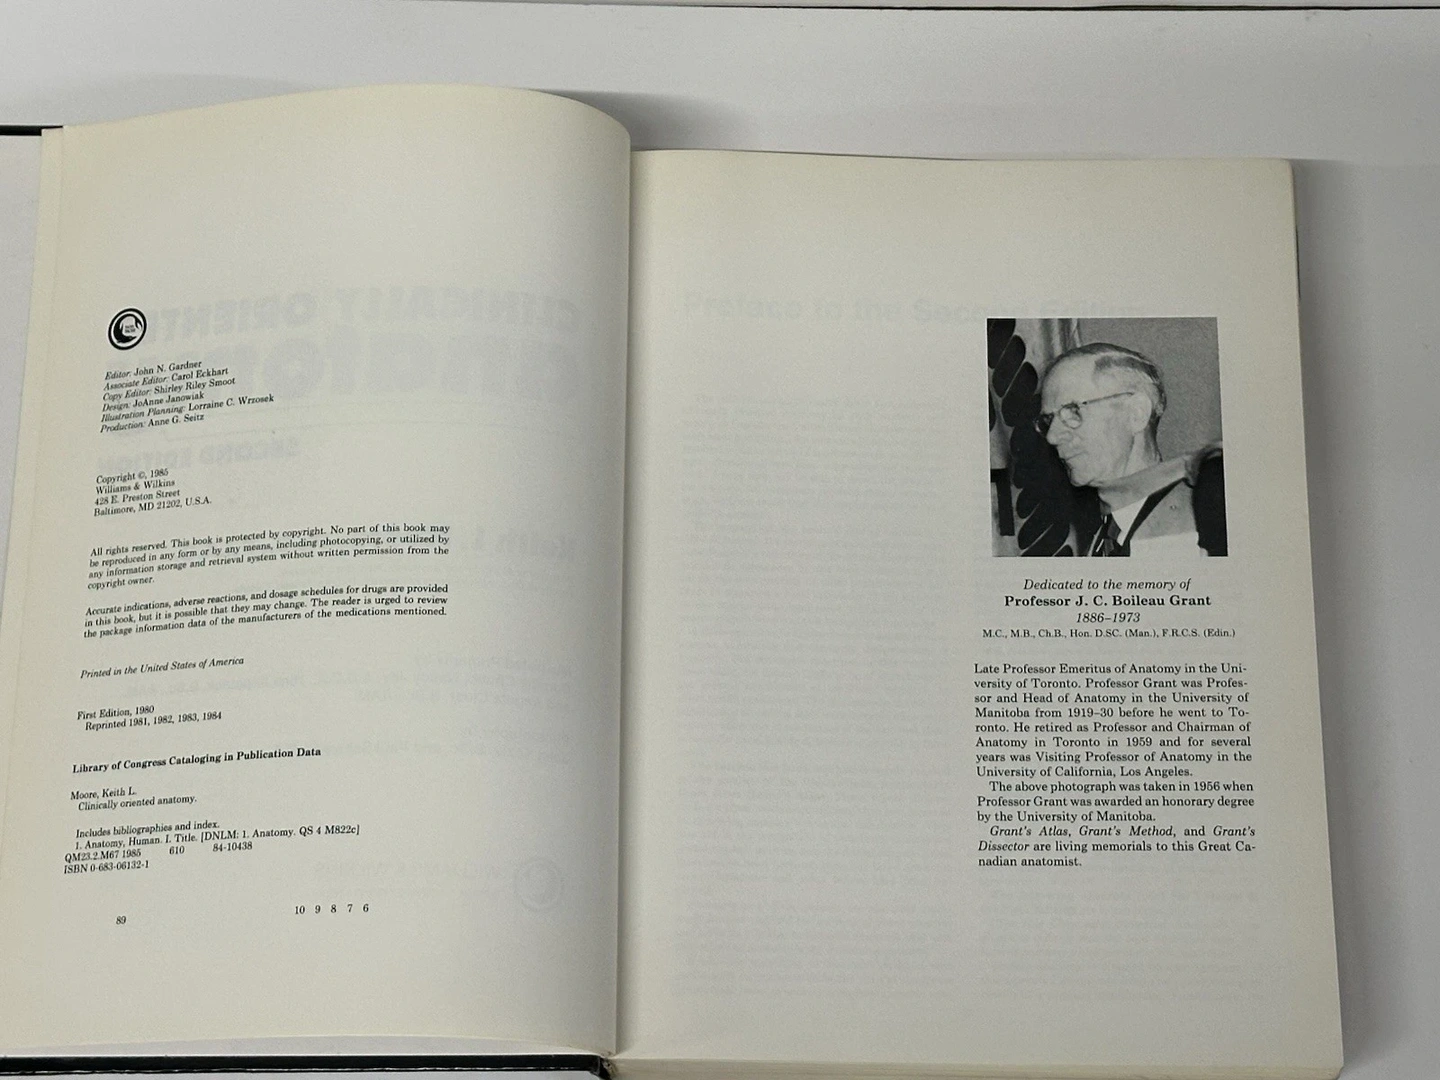 Editor: John N. Gardner
Associate Editor: Carol Eckhart
Copy Editor: Shirley Riley Smoot
Design: JoAnne Janowiak
Illustration Planning: Lorraine C. Wrzosek
Production: Anne G. Seitz
Copyright ©, 1985
Williams & Wilkins
428 E. Preston Street
Baltimore, MD 21202, U.S.A.
All rights reserved. This book is protected by copyright. No part of this book may
be reproduced in any form or by any means, including photocopying, or utilized by
any information storage and retrieval system without written permission from the
copyright owner.
Accurate indications, adverse reactions, and dosage schedules for drugs are provided
in this book, but it is possible that they may change. The reader is urged to review
the package information data of the manufacturers of the medications mentioned.
Printed in the United States of America
First Edition, 1980
Reprinted 1981, 1982, 1983, 1984
Library of Congress Cataloging in Publication Data
Moore, Keith L.
Clinically oriented anatomy.
Includes bibliographies and index.
1. Anatomy, Human. I. Title. [DNLM: 1. Anatomy. QS 4 M822c]
QM23.2.M67 1985 610 84-10438
ISBN 0-683-06132-1
89 10 9 8 7 6
Preface the Second Edition
Dedicated to the memory of
Professor J. C. Boileau Grant
1886–1973
M.C., M.B., Ch.B., Hon. D.SC. (Man.), F.R.C.S. (Edin.)
Late Professor Emeritus of Anatomy in the Uni-
versity of Toronto. Professor Grant was Profes-
sor and Head of Anatomy in the University of
Manitoba from 1919–30 before he went to To-
ronto. He retired as Professor and Chairman of
Anatomy in Toronto in 1959 and for several
years was Visiting Professor of Anatomy in the
University of California, Los Angeles.
The above photograph was taken in 1956 when
Professor Grant was awarded an honorary degree
by the University of Manitoba.
Grant's Atlas, Grant's Method, and Grant's
Dissector are living memorials to this Great Ca-
nadian anatomist.